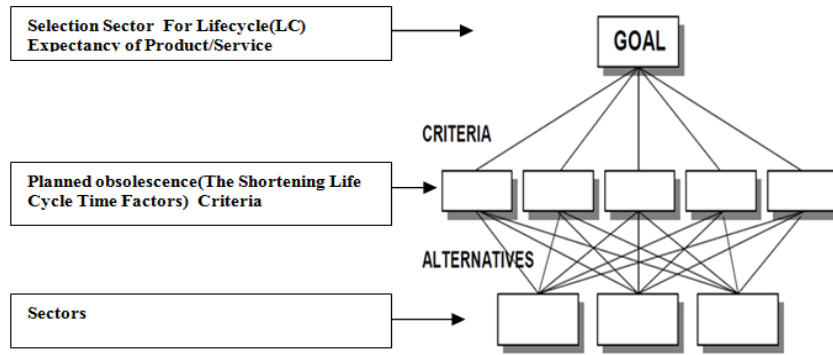 Selection Sector For Lifecycle(LC)
Expectancy of Product/Service
GOAL
CRITERIA
Planned obsolescence(The Shortening Life
Cycle Time Factors) Criteria
ALTERNATIVES
Sectors